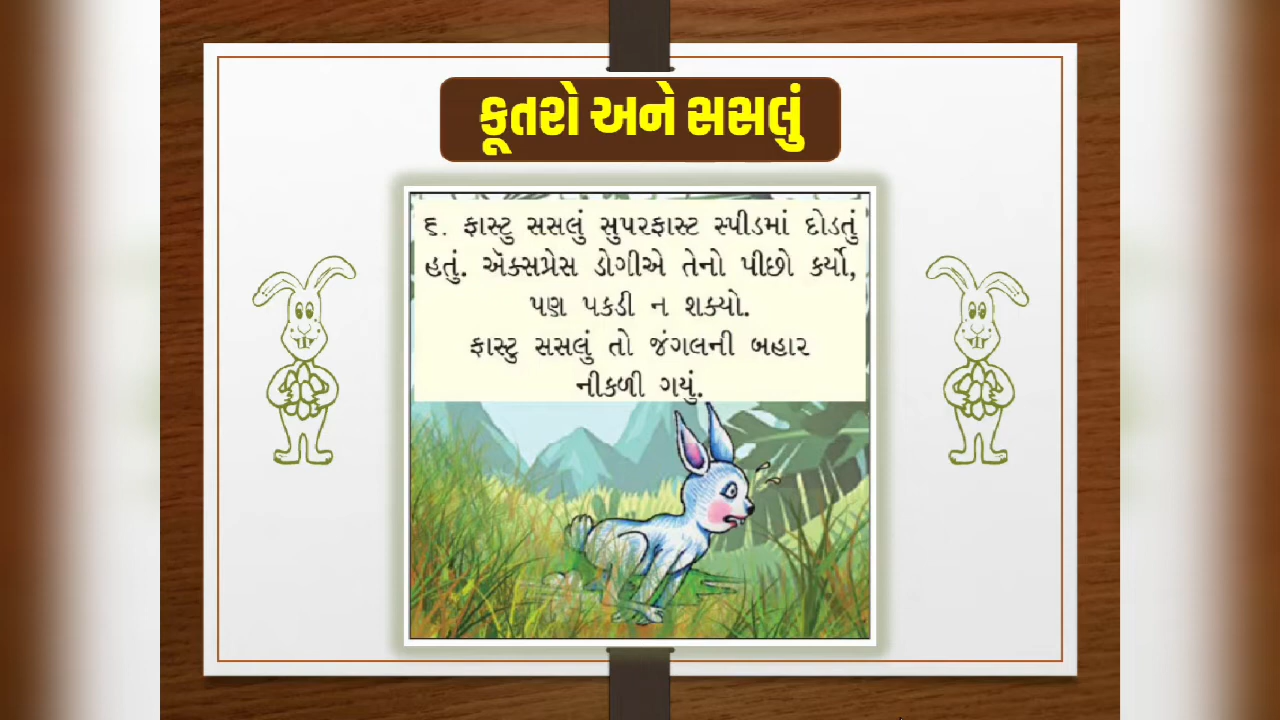 કૂતરો અને સસલું
૬. ફાસ્ટુ સસલું સુપરફાસ્ટ સ્પીડમાં દોડતું
હતું. ઍક્સપ્રેસ ડોગીએ તેનો પીછો કર્યો,
પણ પકડી ન શક્યો.
ફાસ્ટુ સસલું તો જંગલની બહાર
નીકળી ગયું.